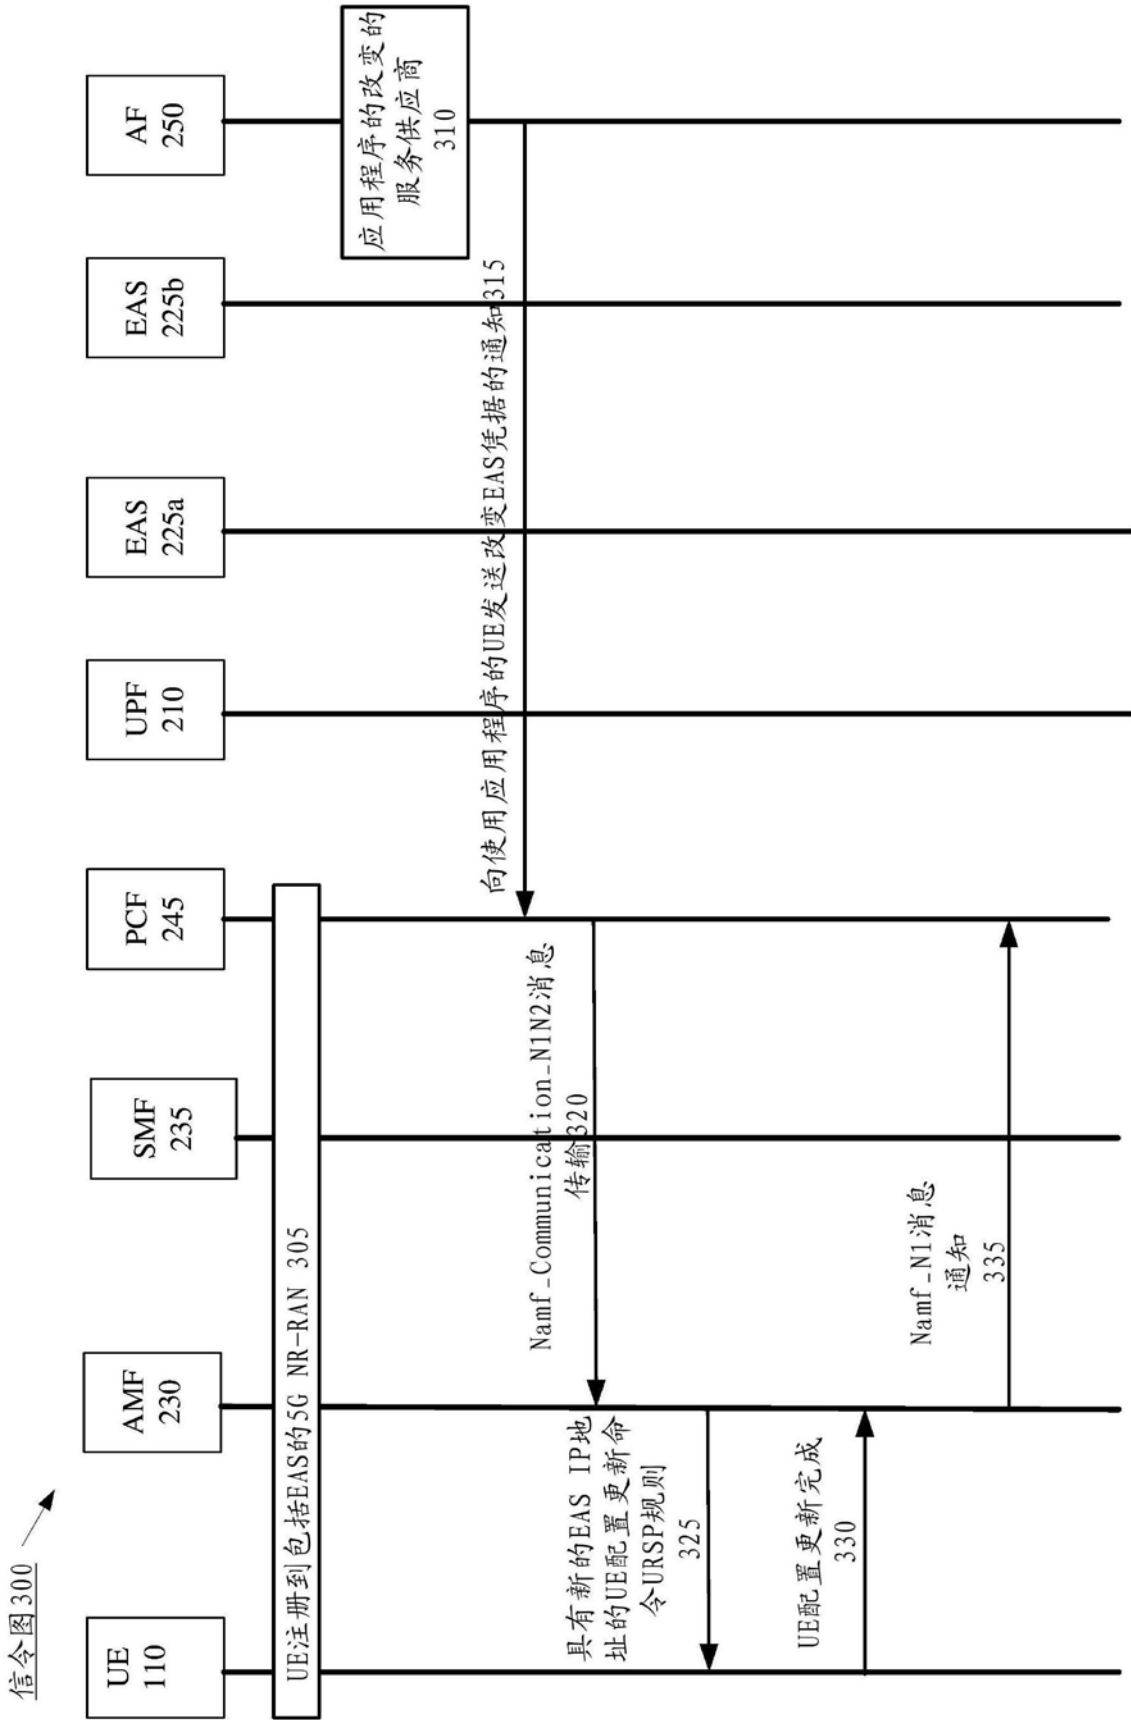 信令图300
UE
110
AMF
230
SMF
235
PCF
245
UPF
210
EAS
225a
EAS
225b
AF
250
UE注册到包括EAS的5G NR-RAN 305
应用程序的改变的
服务供应商
310
向使用应用程序的UE发送改变EAS凭据的通知315
Namf_Communication_N1N2消息
传输320
具有新的EAS IP地
址的UE配置更新命
令URSP规则
325
UE配置更新完成
330
Namf_N1消息
通知
335